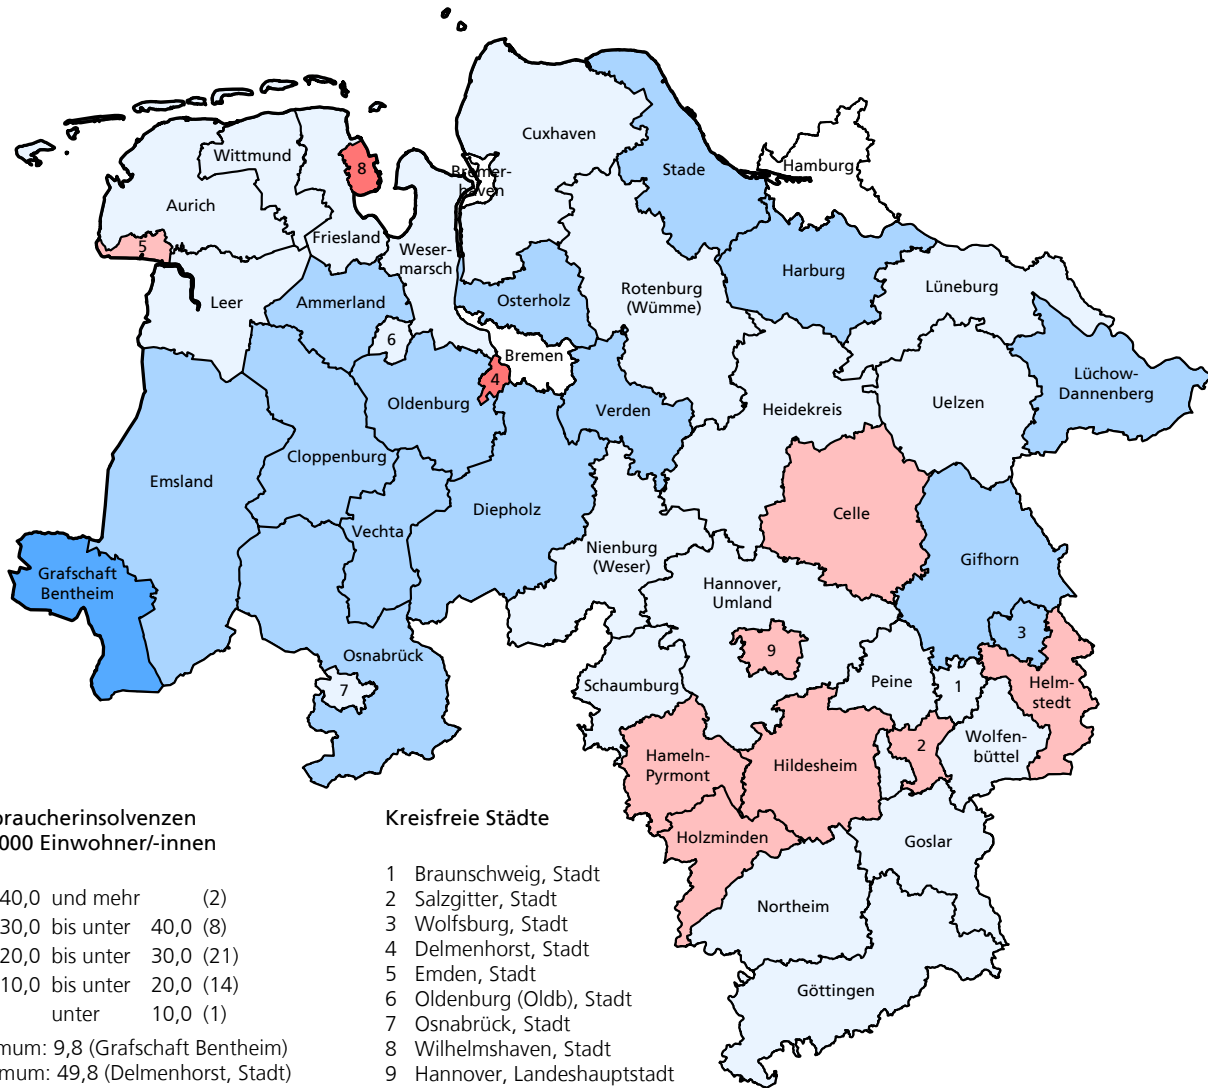 Cuxhaven
Wittmund
8
Bremer-
haven
Stade
Hamburg
Aurich
5
Friesland
Weser-
marsch
Harburg
Leer
Ammerland
Osterholz
Rotenburg
(Wümme)
Lüneburg
6
Bremen
4
Oldenburg
Verden
Heidekreis
Uelzen
Lüchow-
Dannenberg
Cloppenburg
Emsland
Diepholz
Celle
Vechta
Nienburg
(Weser)
Gifhorn
Grafschaft
Bentheim
Hannover,
Umland
3
9
Osnabrück
7
Schaumburg
Peine
1
Helm-
stedt
Hameln-
Pyrmont
Hildesheim
2
Wolfen-
büttel
Holzminden
Goslar
Northeim
Göttingen
braucherinsolvenzen
000 Einwohner/-innen
40,0 und mehr (2)
30,0 bis unter 40,0 (8)
20,0 bis unter 30,0 (21)
10,0 bis unter 20,0 (14)
unter 10,0 (1)
mum: 9,8 (Grafschaft Bentheim)
mum: 49,8 (Delmenhorst, Stadt)
Kreisfreie Städte
1 Braunschweig, Stadt
2 Salzgitter, Stadt
3 Wolfsburg, Stadt
4 Delmenhorst, Stadt
5 Emden, Stadt
6 Oldenburg (Oldb), Stadt
7 Osnabrück, Stadt
8 Wilhelmshaven, Stadt
9 Hannover, Landeshauptstadt